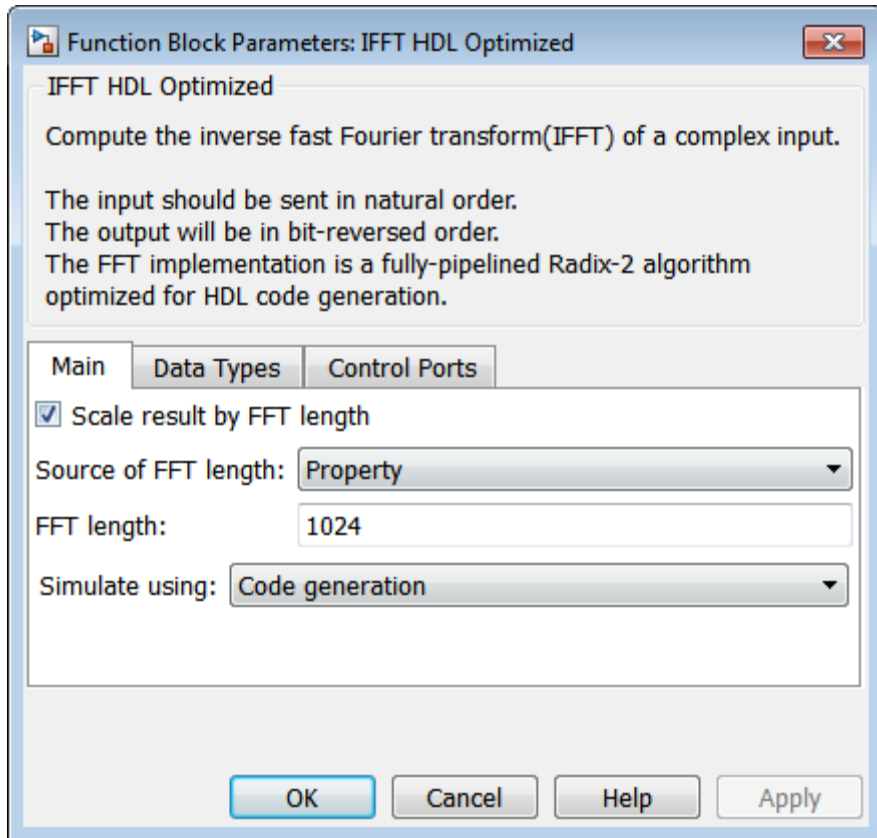 Function Block Parameters: IFFT HDL Optimized
IFFT HDL Optimized
Compute the inverse fast Fourier transform(IFFT) of a complex input.
The input should be sent in natural order.
The output will be in bit-reversed order.
The FFT implementation is a fully-pipelined Radix-2 algorithm
optimized for HDL code generation.
Main Data Types Control Ports
Scale result by FFT length
Source of FFT length: Property
FFT length: 1024
Simulate using: Code generation
OK Cancel Help Apply